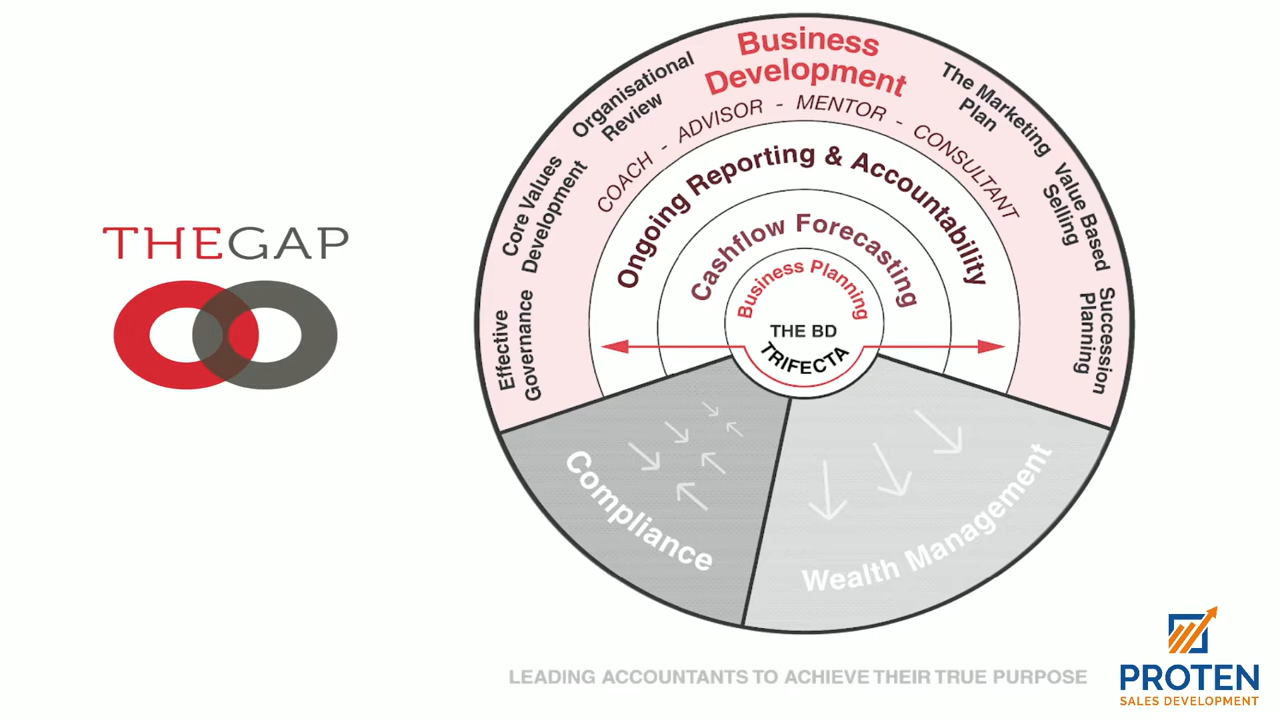 THEGAP
Business
Development
COACH - ADVISOR - MENTOR - CONSULTANT
Effective
Governance
Core Values
Development
Organisational
Review
The Marketing
Plan
Value Based
Selling
Succession
Planning
Ongoing Reporting & Accountability
Cashflow Forecasting
Business Planning
THE BD
TRIFECTA
Compliance
Wealth Management
LEADING ACCOUNTANTS TO ACHIEVE THEIR TRUE PURPOSE
PROTEN
SALES DEVELOPMENT